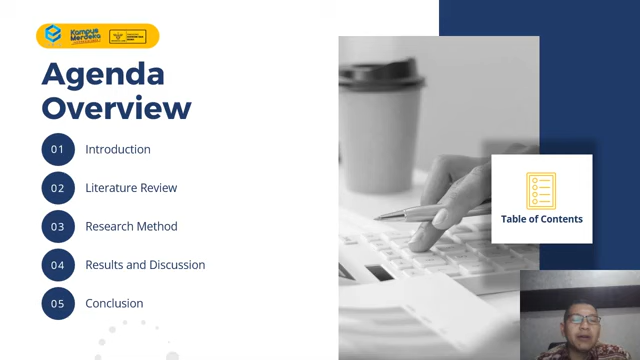 Kampus
Merdeka
Agenda
Overview
01 Introduction
02 Literature Review
03 Research Method
04 Results and Discussion
05 Conclusion
Table of Contents